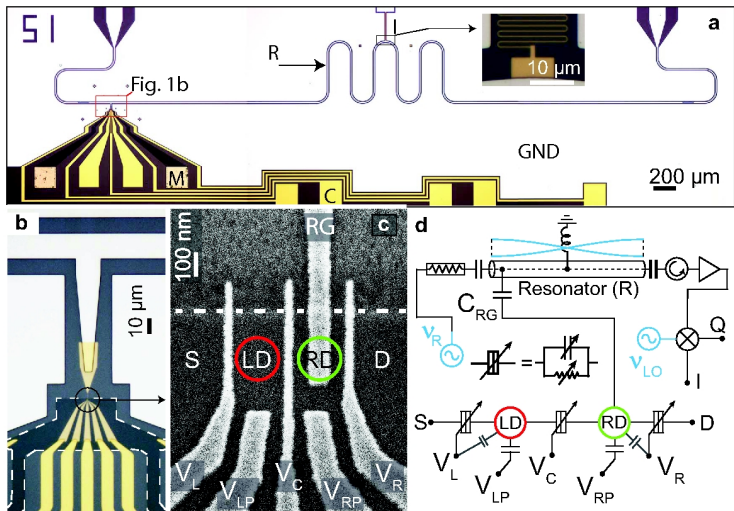 51
a
R
I
10 µm
Fig. 1b
M
C
GND
200 µm
b
10 µm
RG
c
100 nm
S
LD
RD
D
V_L
V_LP
V_C
V_RP
V_R
d
Resonator (R)
C_RG
ν_R
ν_LO
Q
I
=
S
LD
RD
D
V_L
V_LP
V_C
V_RP
V_R